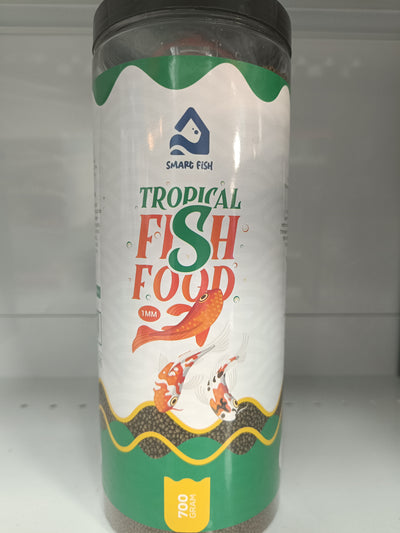 SMART FISH
TROPICAL
FISH
FOOD
1MM
700
GRAM